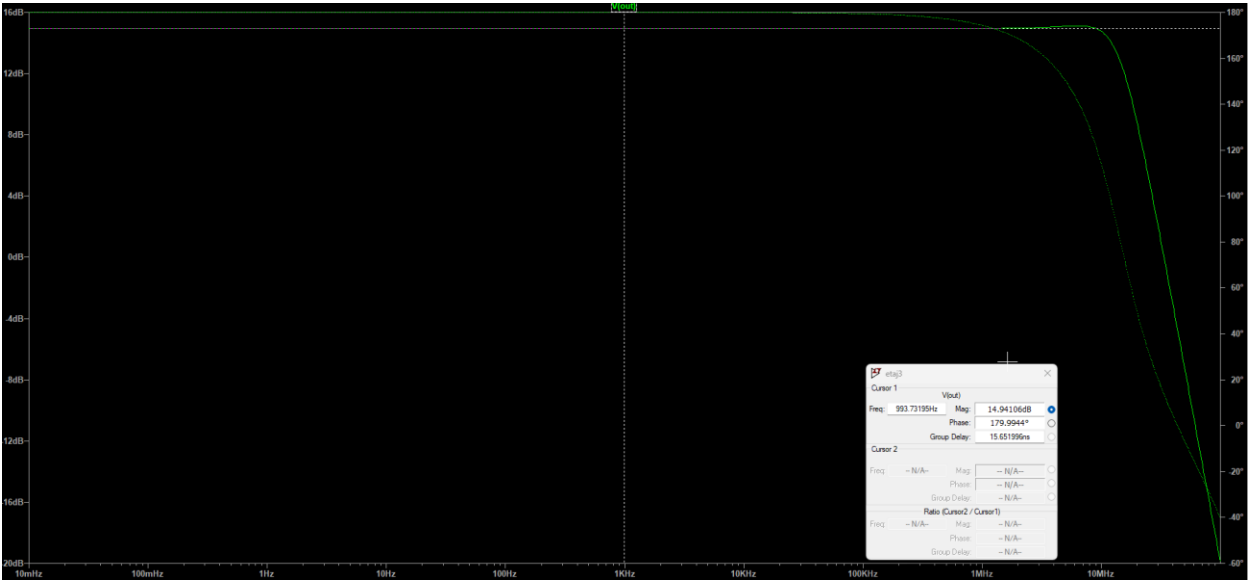 V(out)
16dB
180°
160°
12dB
140°
8dB
120°
4dB
100°
80°
0dB
60°
-4dB
40°
-8dB
20°
0°
-12dB
-20°
-16dB
-40°
-20dB
-60°
10mHz 100mHz 1Hz 10Hz 100Hz 1KHz 10KHz 100KHz 1MHz 10MHz
etaj3
Cursor 1
V(out)
Freq: 993.73195Hz Mag: 14.94106dB
Phase: 179.9944°
Group Delay: 15.651996ns
Cursor 2
Freq: -- N/A-- Mag: -- N/A--
Phase: -- N/A--
Group Delay: -- N/A--
Ratio (Cursor2 / Cursor1)
Freq: -- N/A-- Mag: -- N/A--
Phase: -- N/A--
Group Delay: -- N/A--